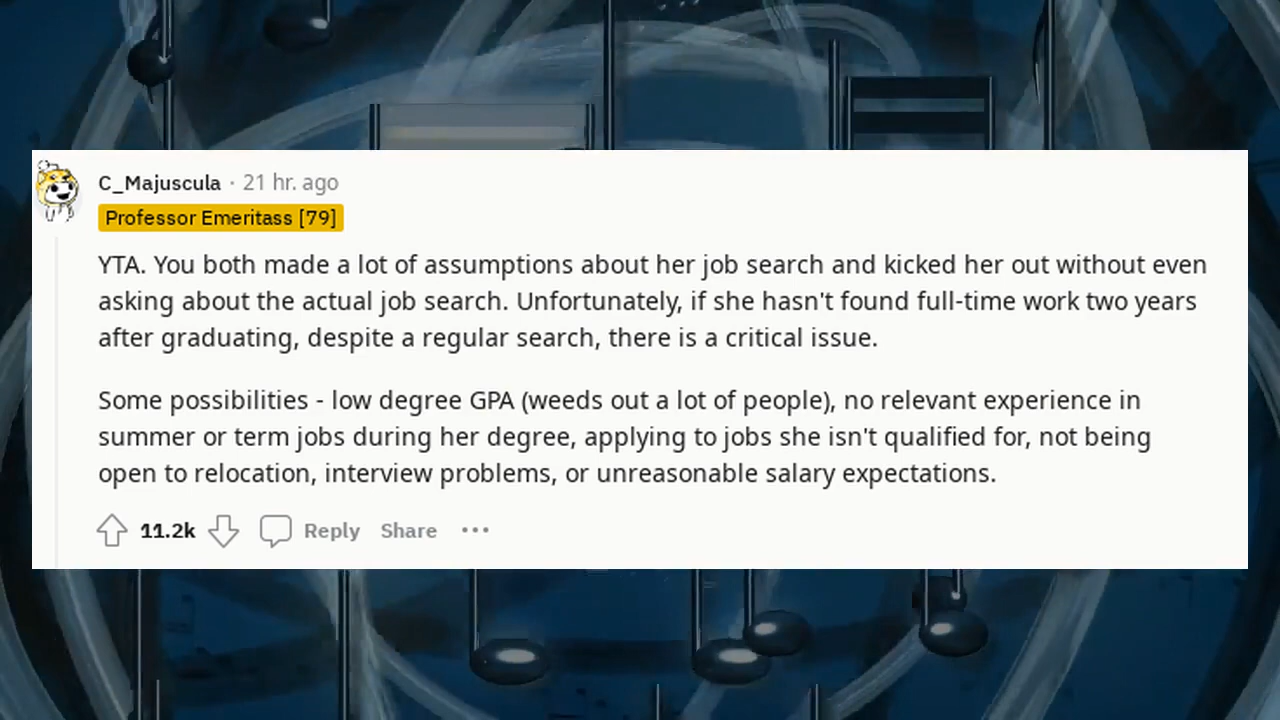 C_Majuscula · 21 hr. ago
Professor Emeritass [79]
YTA. You both made a lot of assumptions about her job search and kicked her out without even
asking about the actual job search. Unfortunately, if she hasn't found full-time work two years
after graduating, despite a regular search, there is a critical issue.
Some possibilities - low degree GPA (weeds out a lot of people), no relevant experience in
summer or term jobs during her degree, applying to jobs she isn't qualified for, not being
open to relocation, interview problems, or unreasonable salary expectations.
11.2k Reply Share ···